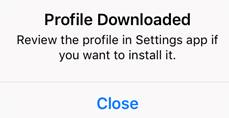 Profile Downloaded
Review the profile in Settings app if
you want to install it.
Close